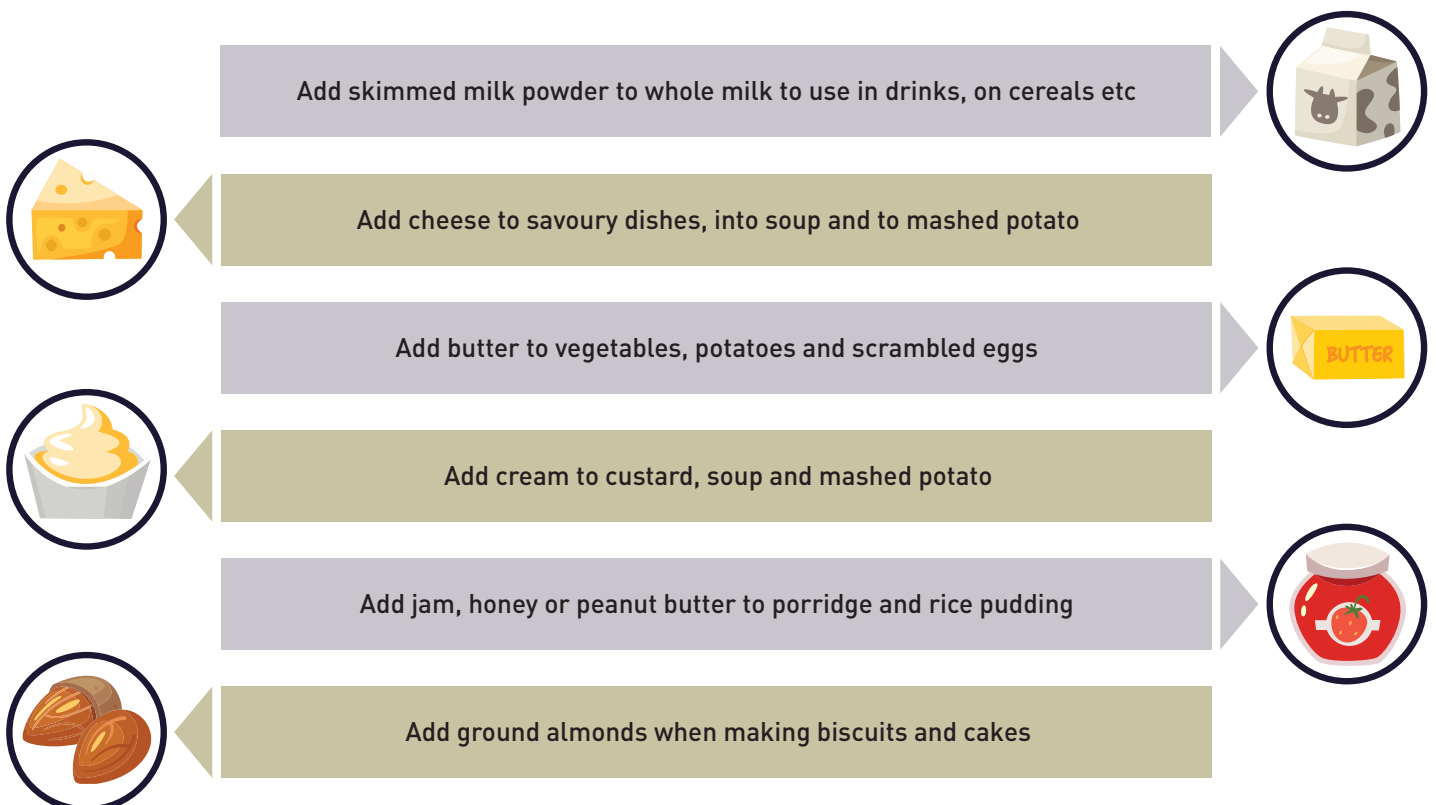 Add skimmed milk powder to whole milk to use in drinks, on cereals etc
Add cheese to savoury dishes, into soup and to mashed potato
Add butter to vegetables, potatoes and scrambled eggs
BUTTER
Add cream to custard, soup and mashed potato
Add jam, honey or peanut butter to porridge and rice pudding
Add ground almonds when making biscuits and cakes